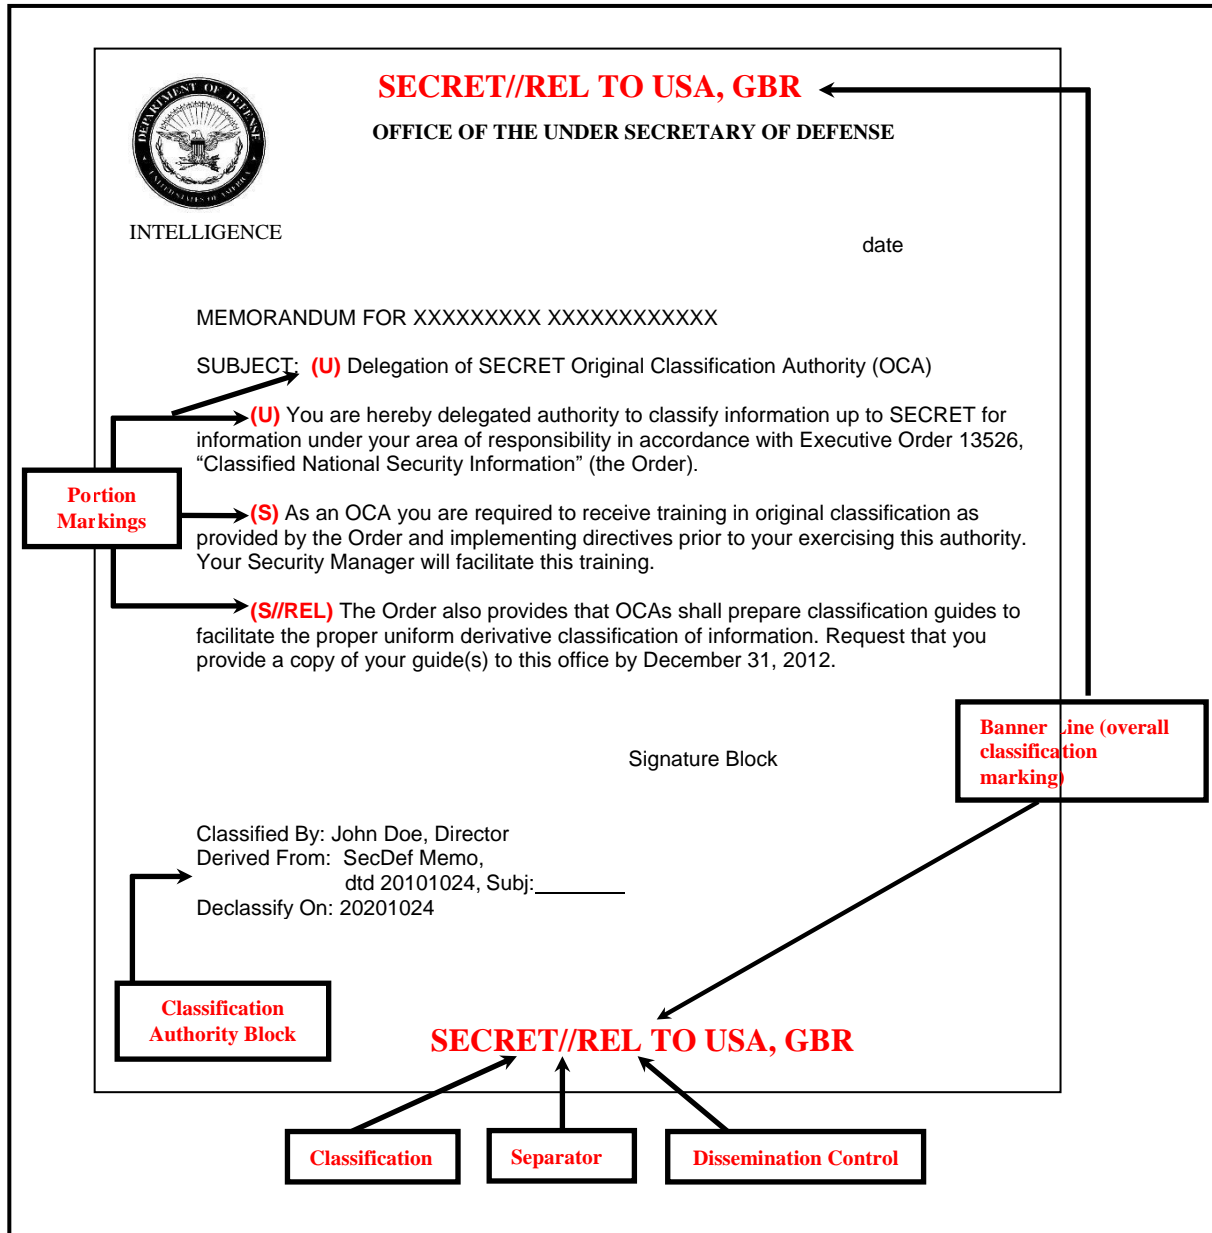 SECRET//REL TO USA, GBR
OFFICE OF THE UNDER SECRETARY OF DEFENSE
DEPARTMENT OF DEFENSE
UNITED STATES OF AMERICA
INTELLIGENCE
date
MEMORANDUM FOR XXXXXXXXX XXXXXXXXXXXX
SUBJECT: (U) Delegation of SECRET Original Classification Authority (OCA)
(U) You are hereby delegated authority to classify information up to SECRET for
information under your area of responsibility in accordance with Executive Order 13526,
“Classified National Security Information” (the Order).
Portion
Markings
(S) As an OCA you are required to receive training in original classification as
provided by the Order and implementing directives prior to your exercising this authority.
Your Security Manager will facilitate this training.
(S//REL) The Order also provides that OCAs shall prepare classification guides to
facilitate the proper uniform derivative classification of information. Request that you
provide a copy of your guide(s) to this office by December 31, 2012.
Banner Line (overall
classification
marking)
Signature Block
Classified By: John Doe, Director
Derived From: SecDef Memo,
dtd 20101024, Subj:________
Declassify On: 20201024
Classification
Authority Block
SECRET//REL TO USA, GBR
Classification
Separator
Dissemination Control